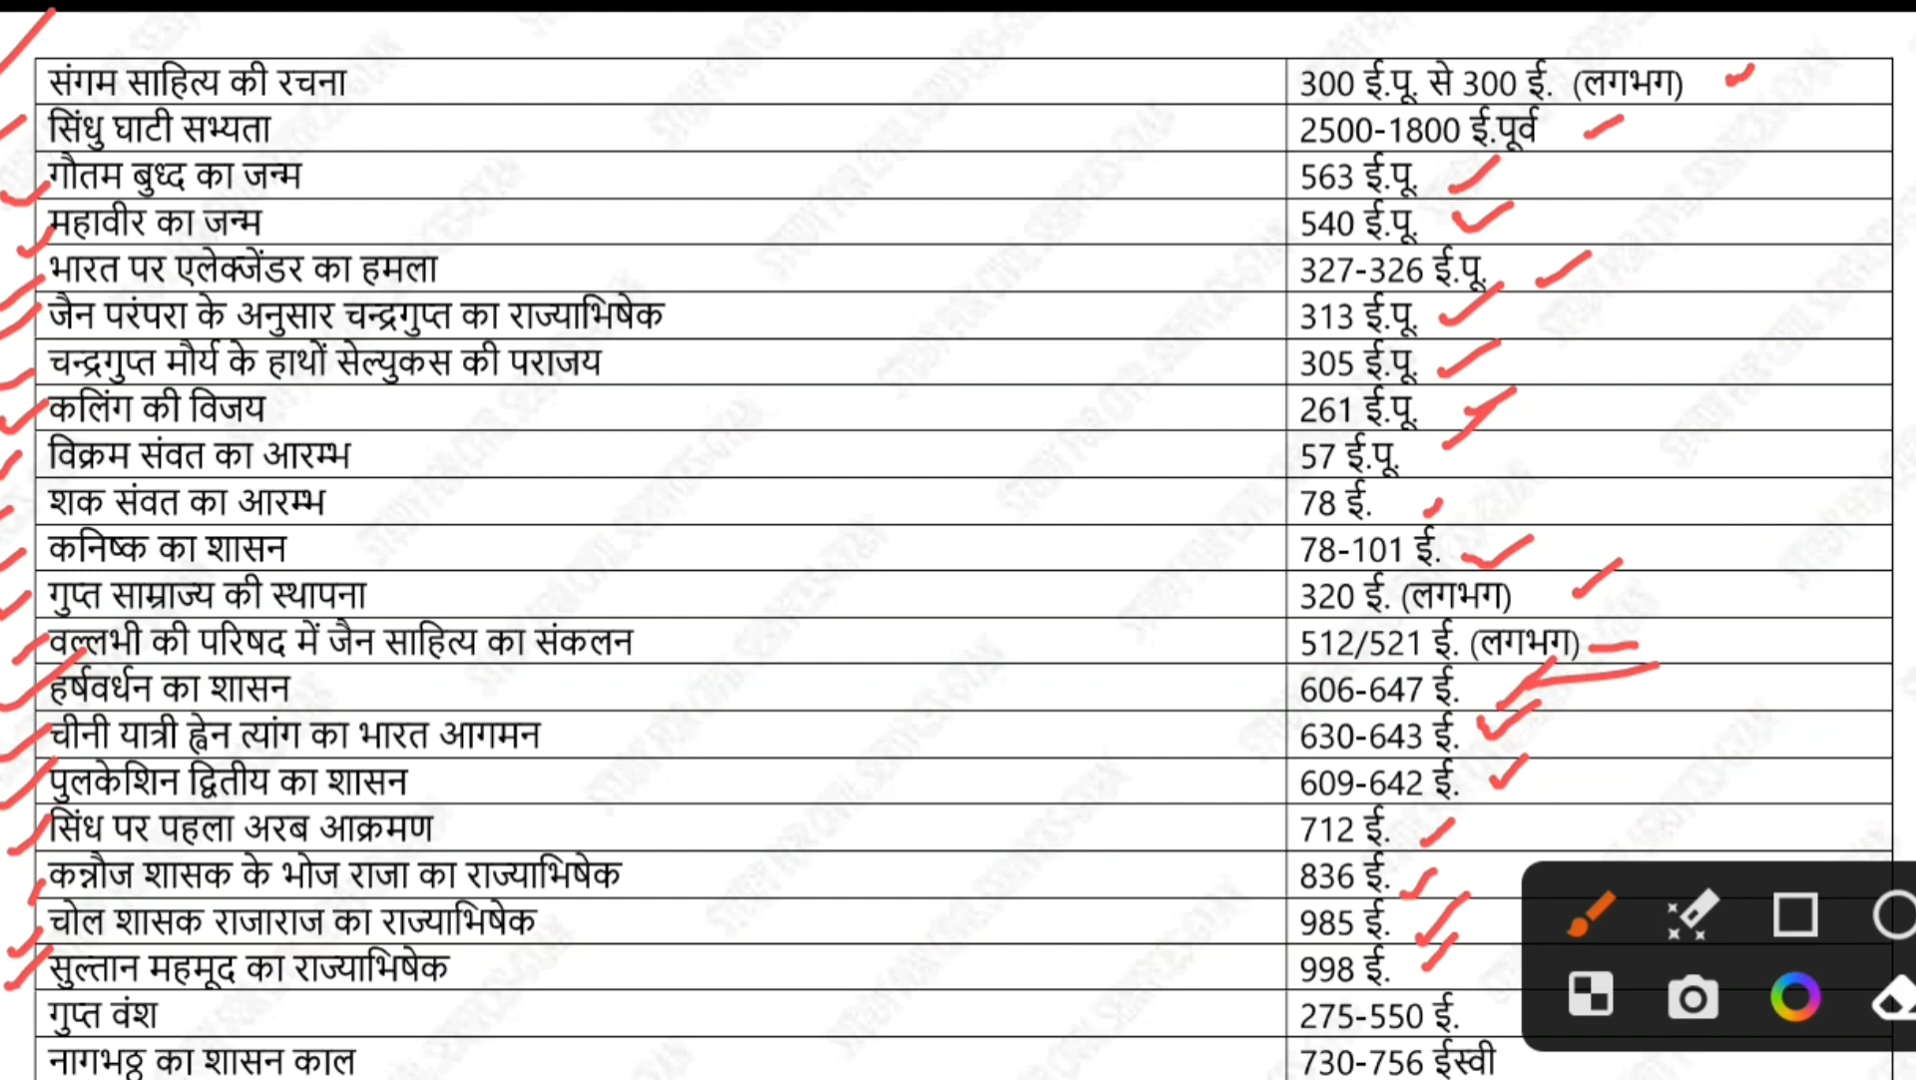 संगम साहित्य की रचना 300 ई.पू. से 300 ई. (लगभग)
सिंधु घाटी सभ्यता 2500-1800 ई.पूर्व
गौतम बुध्द का जन्म 563 ई.पू.
महावीर का जन्म 540 ई.पू.
भारत पर एलेक्जेंडर का हमला 327-326 ई.पू.
जैन परंपरा के अनुसार चन्द्रगुप्त का राज्याभिषेक 313 ई.पू.
चन्द्रगुप्त मौर्य के हाथों सेल्युकस की पराजय 305 ई.पू.
कलिंग की विजय 261 ई.पू.
विक्रम संवत का आरम्भ 57 ई.पू.
शक संवत का आरम्भ 78 ई.
कनिष्क का शासन 78-101 ई.
गुप्त साम्राज्य की स्थापना 320 ई. (लगभग)
वल्लभी की परिषद में जैन साहित्य का संकलन 512/521 ई. (लगभग)
हर्षवर्धन का शासन 606-647 ई.
चीनी यात्री ह्वेन त्यांग का भारत आगमन 630-643 ई.
पुलकेशिन द्वितीय का शासन 609-642 ई.
सिंध पर पहला अरब आक्रमण 712 ई.
कन्नौज शासक के भोज राजा का राज्याभिषेक 836 ई.
चोल शासक राजाराज का राज्याभिषेक 985 ई.
सुल्तान महमूद का राज्याभिषेक 998 ई.
गुप्त वंश 275-550 ई.
नागभठ्ठ का शासन काल 730-756 ईस्वी